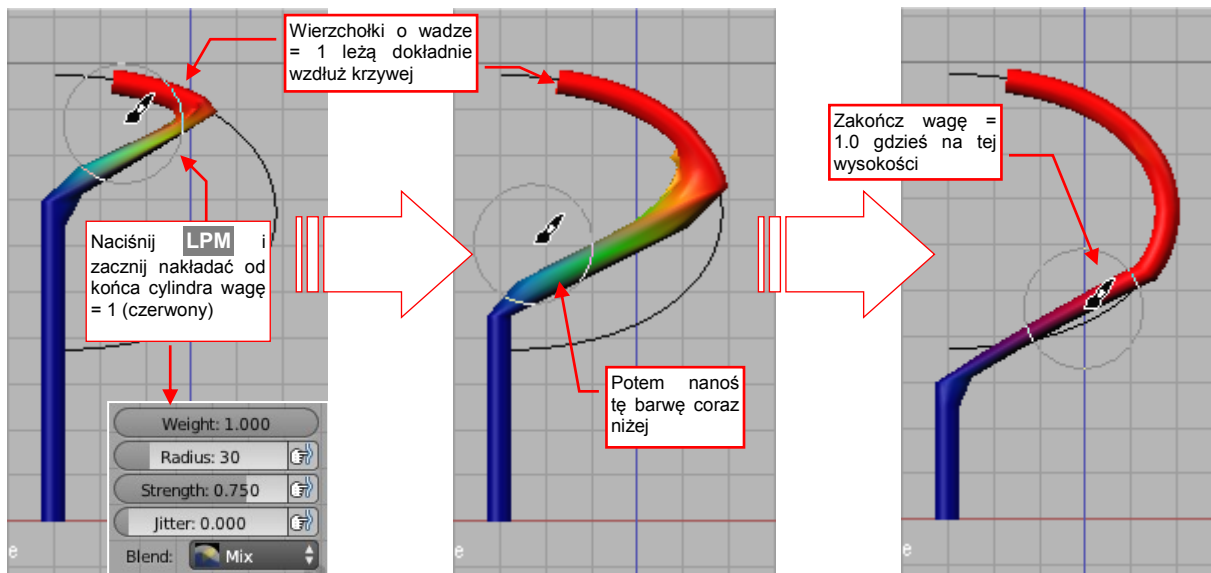 Wierzchołki o wadze
= 1 leżą dokładnie
wzdłuż krzywej
Naciśnij LPM i
zacznij nakładać od
końca cylindra wagę
= 1 (czerwony)
Weight: 1.000
Radius: 30
Strength: 0.750
Jitter: 0.000
Blend: Mix
e
Potem nanoś
tę barwę coraz
niżej
e
Zakończ wagę =
1.0 gdzieś na tej
wysokości
e